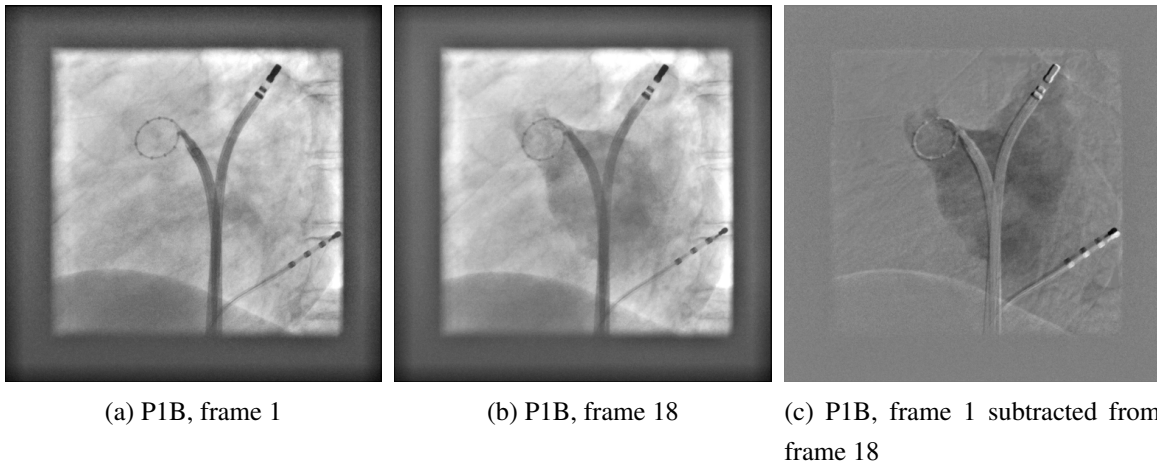 (a) P1B, frame 1
(b) P1B, frame 18
(c) P1B, frame 1 subtracted from
frame 18